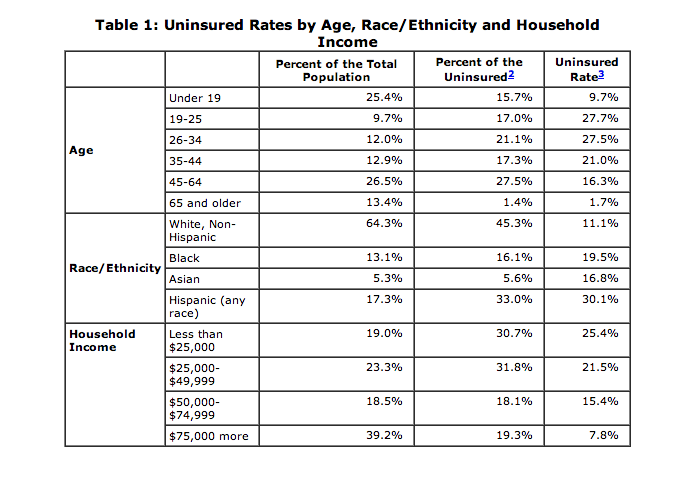 Table 1: Uninsured Rates by Age, Race/Ethnicity and Household
Income
Percent of the Total Population Percent of the Uninsured2 Uninsured Rate3
Age
Under 19 25.4% 15.7% 9.7%
19-25 9.7% 17.0% 27.7%
26-34 12.0% 21.1% 27.5%
35-44 12.9% 17.3% 21.0%
45-64 26.5% 27.5% 16.3%
65 and older 13.4% 1.4% 1.7%
Race/Ethnicity
White, Non-Hispanic 64.3% 45.3% 11.1%
Black 13.1% 16.1% 19.5%
Asian 5.3% 5.6% 16.8%
Hispanic (any race) 17.3% 33.0% 30.1%
Household Income
Less than $25,000 19.0% 30.7% 25.4%
$25,000-$49,999 23.3% 31.8% 21.5%
$50,000-$74,999 18.5% 18.1% 15.4%
$75,000 more 39.2% 19.3% 7.8%